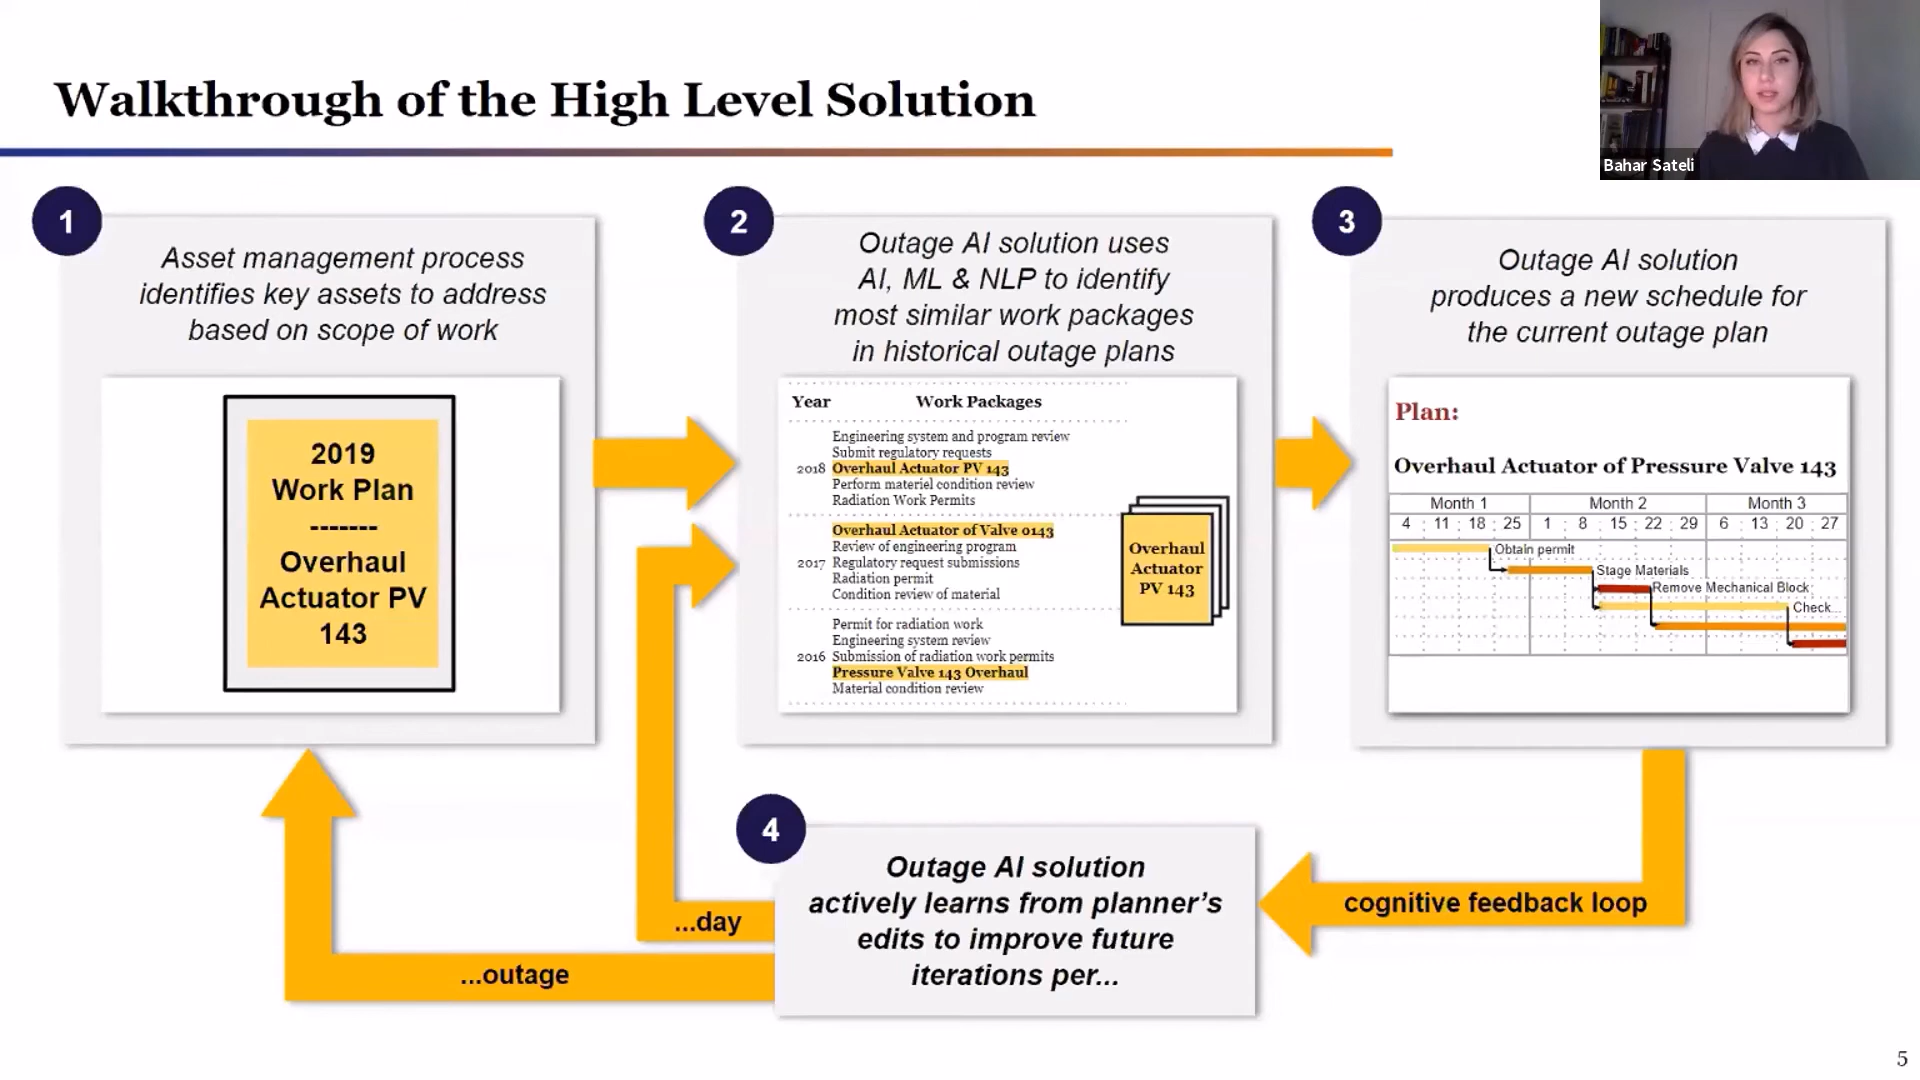 Walkthrough of the High Level Solution
Bahar Sateli
1
Asset management process
identifies key assets to address
based on scope of work
2019
Work Plan
-------
Overhaul
Actuator PV
143
2
Outage AI solution uses
AI, ML & NLP to identify
most similar work packages
in historical outage plans
Year Work Packages
Engineering system and program review
Submit regulatory requests
2018 Overhaul Actuator PV 143
Perform materiel condition review
Radiation Work Permits
Overhaul Actuator of Valve 0143
Review of engineering program
2017 Regulatory request submissions
Radiation permit
Condition review of material
Permit for radiation work
Engineering system review
2016 Submission of radiation work permits
Pressure Valve 143 Overhaul
Material condition review
Overhaul
Actuator
PV 143
3
Outage AI solution
produces a new schedule for
the current outage plan
Plan:
Overhaul Actuator of Pressure Valve 143
Month 1 Month 2 Month 3
4 11 18 25 1 8 15 22 29 6 13 20 27
Obtain permit
Stage Materials
Remove Mechanical Block
Check...
4
Outage AI solution
actively learns from planner's
edits to improve future
iterations per...
cognitive feedback loop
...day
...outage
5